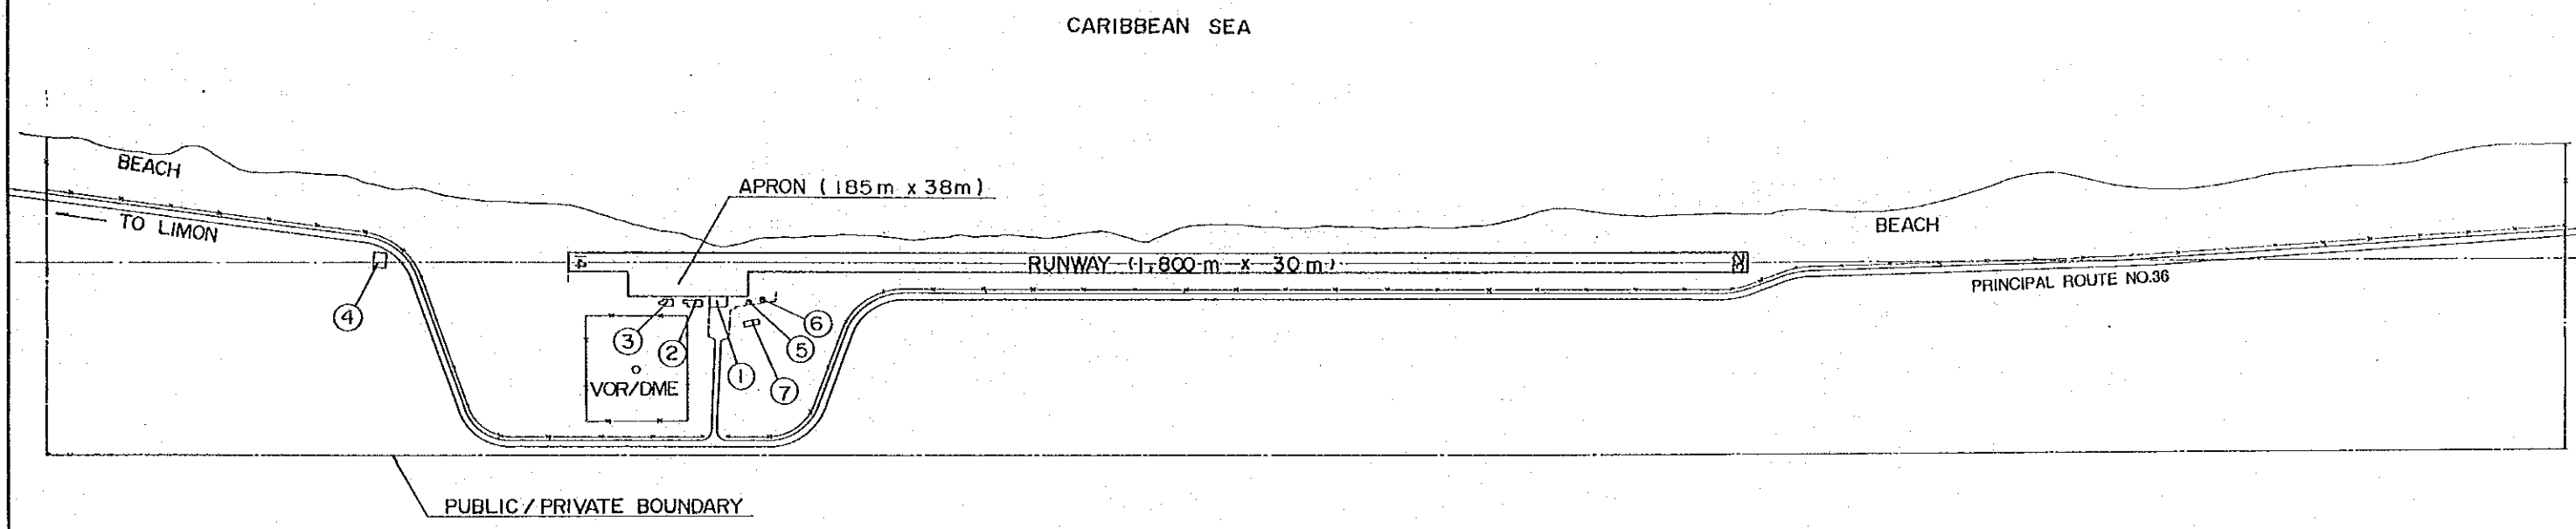 CARIBBEAN SEA
BEACH
TO LIMON
APRON (185m x 38m)
BEACH
RUNWAY (1,800 m x 30 m)
PRINCIPAL ROUTE NO.36
4
3
2
1
5
6
7
VOR/DME
PUBLIC / PRIVATE BOUNDARY